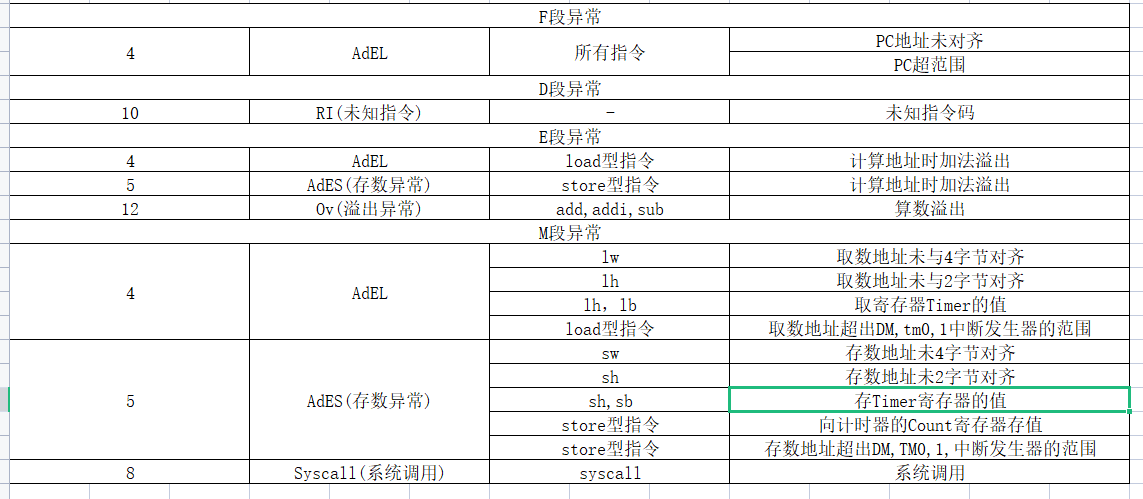 F段异常
4 AdEL 所有指令 PC地址未对齐
PC超范围
D段异常
10 RI(未知指令) - 未知指令码
E段异常
4 AdEL load型指令 计算地址时加法溢出
5 AdES(存数异常) store型指令 计算地址时加法溢出
12 Ov(溢出异常) add,addi,sub 算数溢出
M段异常
4 AdEL lw 取数地址未与4字节对齐
lh 取数地址未与2字节对齐
lh，lb 取寄存器Timer的值
load型指令 取数地址超出DM,tm0,1中断发生器的范围
5 AdES(存数异常) sw 存数地址未4字节对齐
sh 存数地址未2字节对齐
sh,sb 存Timer寄存器的值
store型指令 向计时器的Count寄存器存值
store型指令 存数地址超出DM,TM0,1,中断发生器的范围
8 Syscall(系统调用) syscall 系统调用